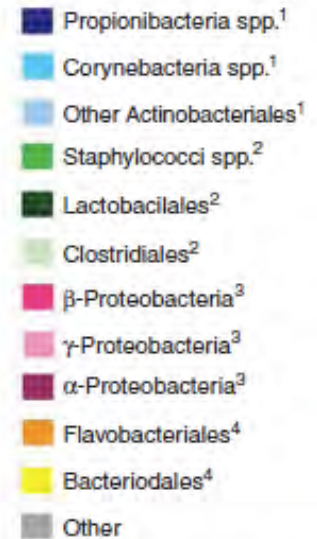 Propionibacteria spp.¹
Corynebacteria spp.¹
Other Actinobacteriales¹
Staphylococci spp.²
Lactobacilales²
Clostridiales²
β-Proteobacteria³
γ-Proteobacteria³
α-Proteobacteria³
Flavobacteriales⁴
Bacteriodales⁴
Other